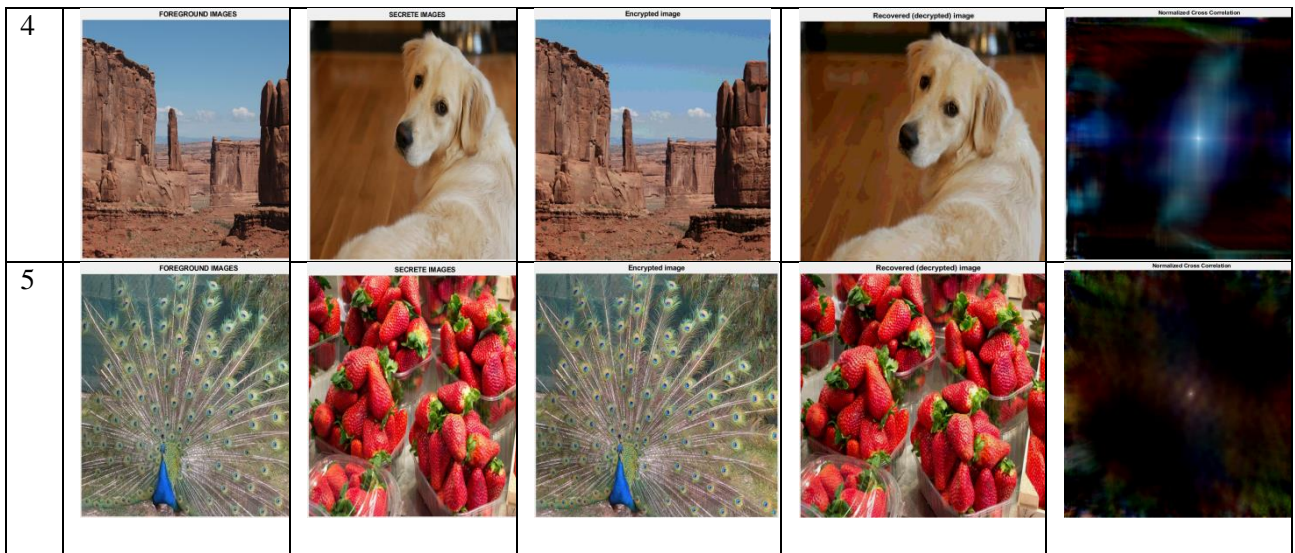 4
FOREGROUND IMAGES
SECRETE IMAGES
Encrypted image
Recovered (decrypted) image
Normalized Cross Correlation
5
FOREGROUND IMAGES
SECRETE IMAGES
Encrypted image
Recovered (decrypted) image
Normalized Cross Correlation